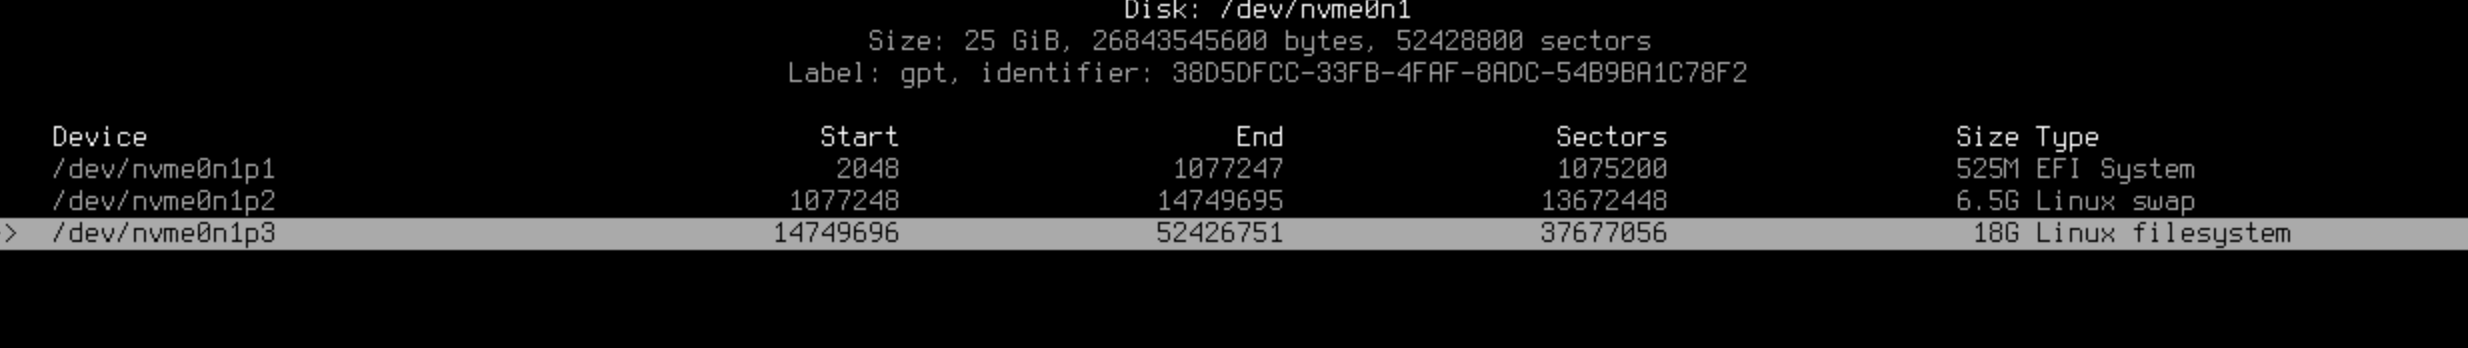 Disk: /dev/nvme0n1
Size: 25 GiB, 26843545600 bytes, 52428800 sectors
Label: gpt, identifier: 38D5DFCC-33FB-4FAF-8ADC-54B9BA1C78F2
Device Start End Sectors Size Type
/dev/nvme0n1p1 2048 1077247 1075200 525M EFI System
/dev/nvme0n1p2 1077248 14749695 13672448 6.5G Linux swap
> /dev/nvme0n1p3 14749696 52426751 37677056 18G Linux filesystem